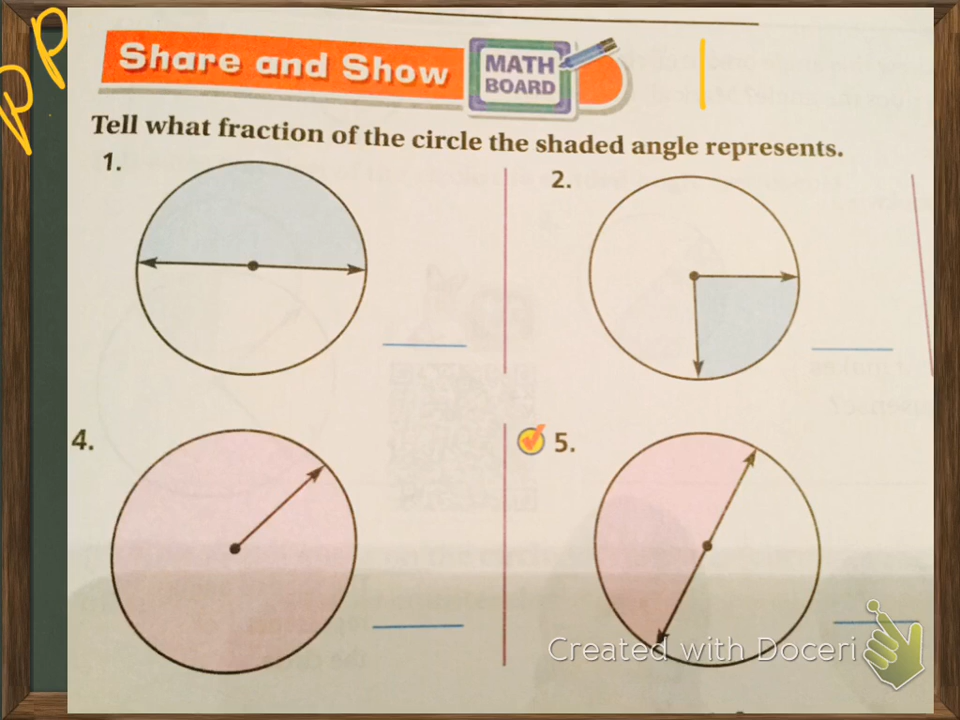 PP
Share and Show
MATH
BOARD
Tell what fraction of the circle the shaded angle represents.
1.
2.
4.
5.
Created with Doceri